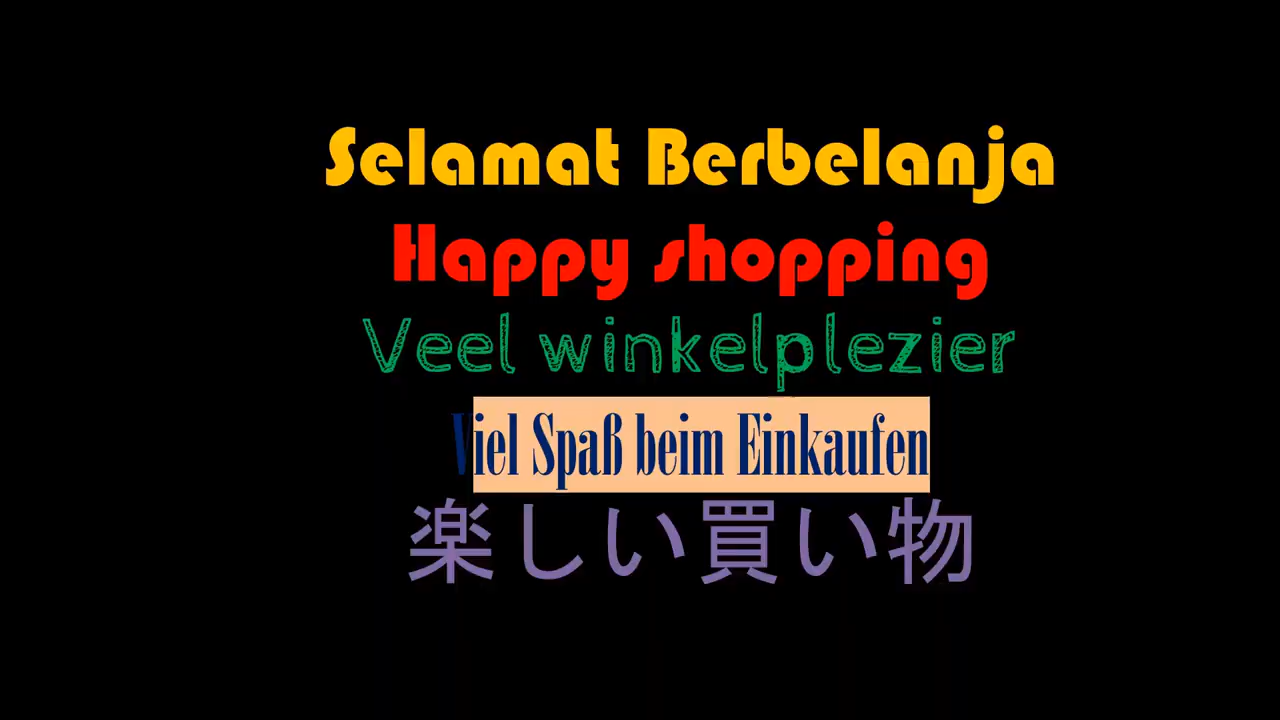 Selamat Berbelanja
Happy shopping
Veel winkelplezier
Viel Spaß beim Einkaufen
楽しい買い物